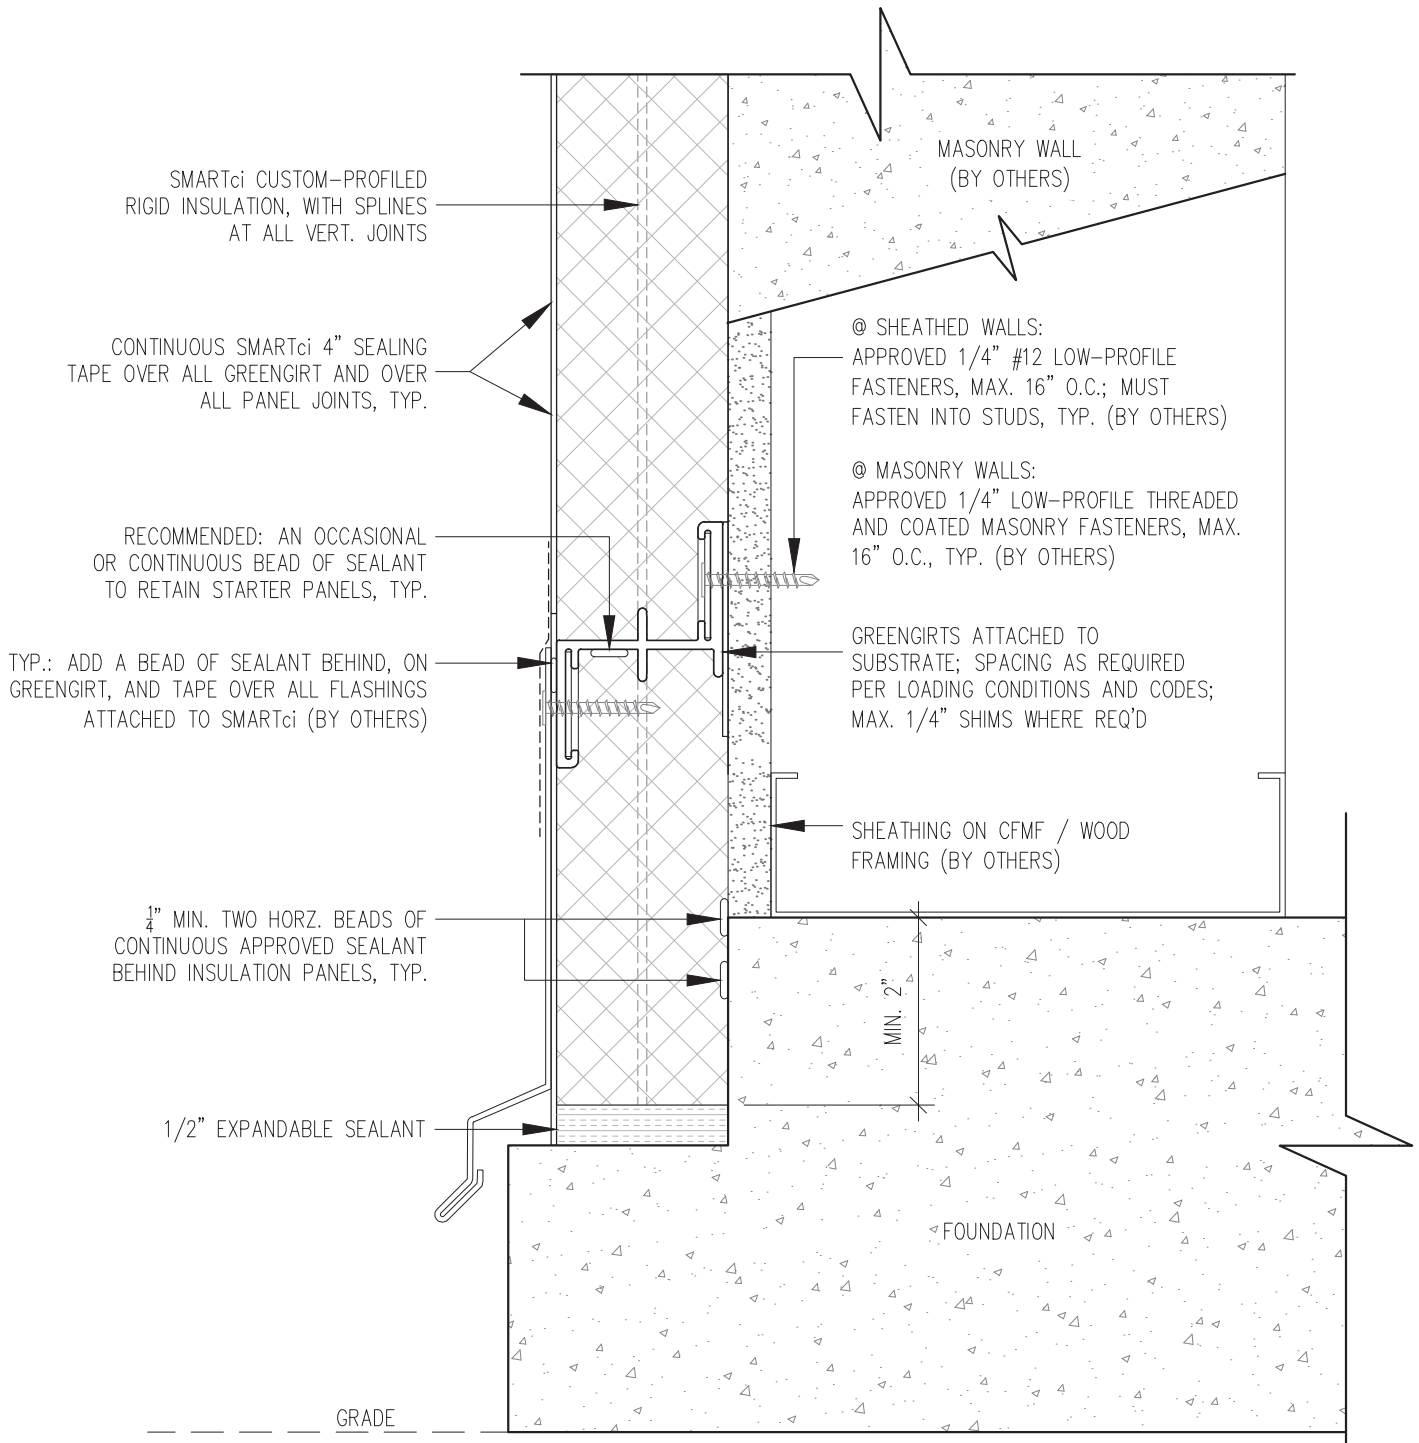 MASONRY WALL
(BY OTHERS)
SMARTci CUSTOM-PROFILED
RIGID INSULATION, WITH SPLINES
AT ALL VERT. JOINTS
CONTINUOUS SMARTci 4” SEALING
TAPE OVER ALL GREENGIRT AND OVER
ALL PANEL JOINTS, TYP.
RECOMMENDED: AN OCCASIONAL
OR CONTINUOUS BEAD OF SEALANT
TO RETAIN STARTER PANELS, TYP.
TYP.: ADD A BEAD OF SEALANT BEHIND, ON
GREENGIRT, AND TAPE OVER ALL FLASHINGS
ATTACHED TO SMARTci (BY OTHERS)
1/4” MIN. TWO HORZ. BEADS OF
CONTINUOUS APPROVED SEALANT
BEHIND INSULATION PANELS, TYP.
1/2” EXPANDABLE SEALANT
@ SHEATHED WALLS:
APPROVED 1/4” #12 LOW-PROFILE
FASTENERS, MAX. 16” O.C.; MUST
FASTEN INTO STUDS, TYP. (BY OTHERS)
@ MASONRY WALLS:
APPROVED 1/4” LOW-PROFILE THREADED
AND COATED MASONRY FASTENERS, MAX.
16” O.C., TYP. (BY OTHERS)
GREENGIRTS ATTACHED TO
SUBSTRATE; SPACING AS REQUIRED
PER LOADING CONDITIONS AND CODES;
MAX. 1/4” SHIMS WHERE REQ’D
SHEATHING ON CFMF / WOOD
FRAMING (BY OTHERS)
MIN. 2”
FOUNDATION
GRADE